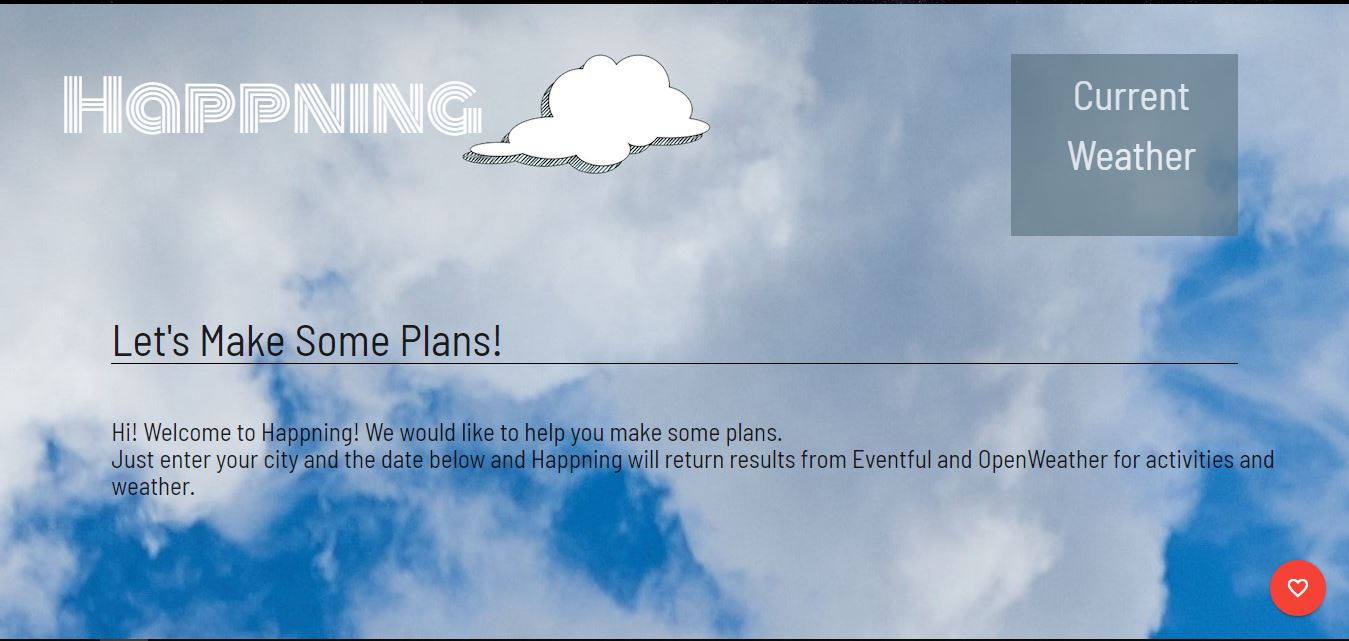 Happning
Current
Weather
Let's Make Some Plans!
Hi! Welcome to Happning! We would like to help you make some plans.
Just enter your city and the date below and Happning will return results from Eventful and OpenWeather for activities and
weather.